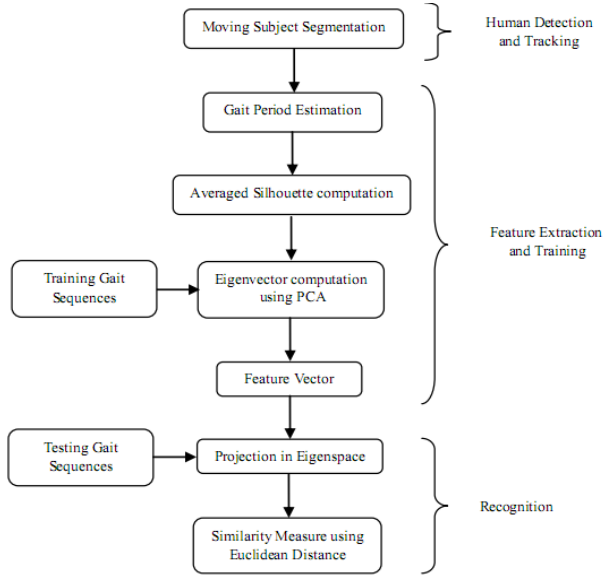 Moving Subject Segmentation
Human Detection
and Tracking
Gait Period Estimation
Averaged Silhouette computation
Feature Extraction
and Training
Training Gait
Sequences
Eigenvector computation
using PCA
Feature Vector
Testing Gait
Sequences
Projection in Eigenspace
Recognition
Similarity Measure using
Euclidean Distance